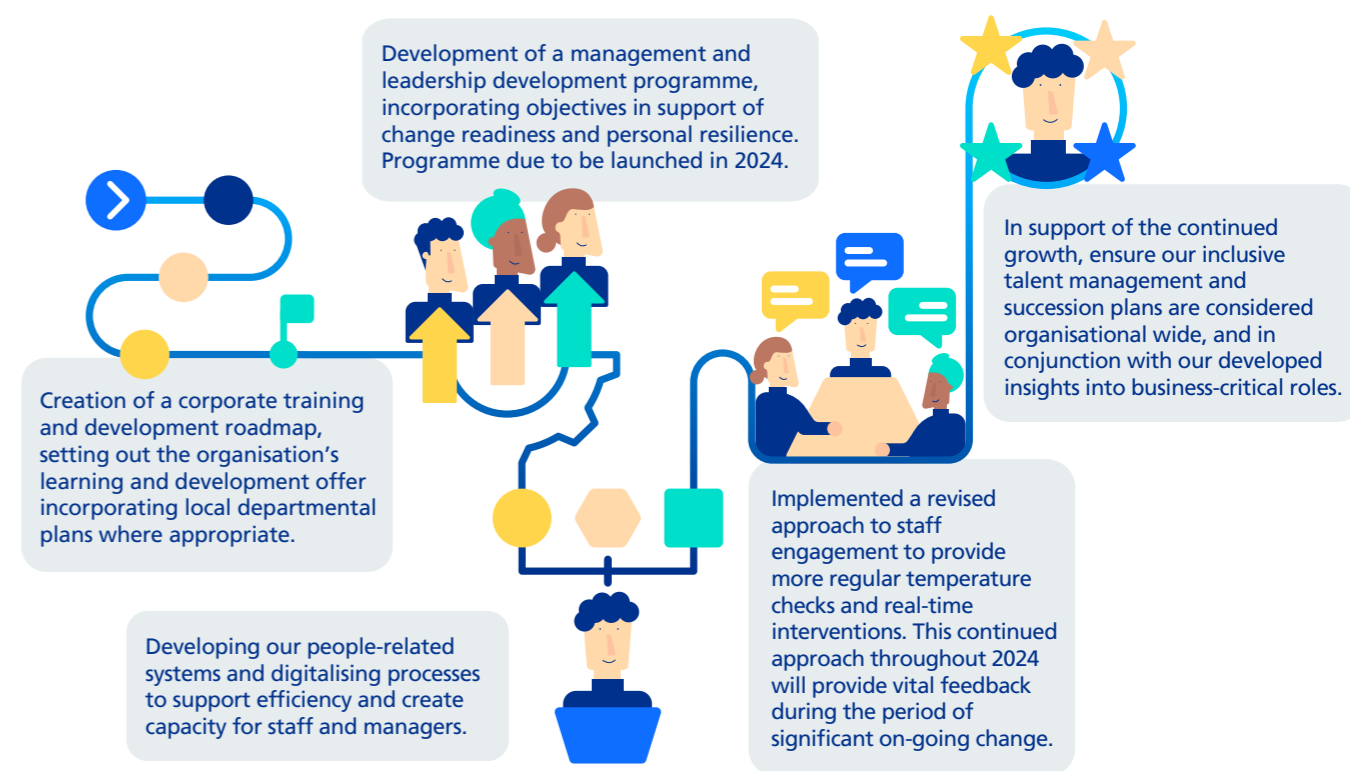 Creation of a corporate training
and development roadmap,
setting out the organisation’s
learning and development offer
incorporating local departmental
plans where appropriate.
Development of a management and
leadership development programme,
incorporating objectives in support of
change readiness and personal resilience.
Programme due to be launched in 2024.
Developing our people-related
systems and digitalising processes
to support efficiency and create
capacity for staff and managers.
Implemented a revised
approach to staff
engagement to provide
more regular temperature
checks and real-time
interventions. This continued
approach throughout 2024
will provide vital feedback
during the period of
significant on-going change.
In support of the continued
growth, ensure our inclusive
talent management and
succession plans are considered
organisational wide, and in
conjunction with our developed
insights into business-critical roles.